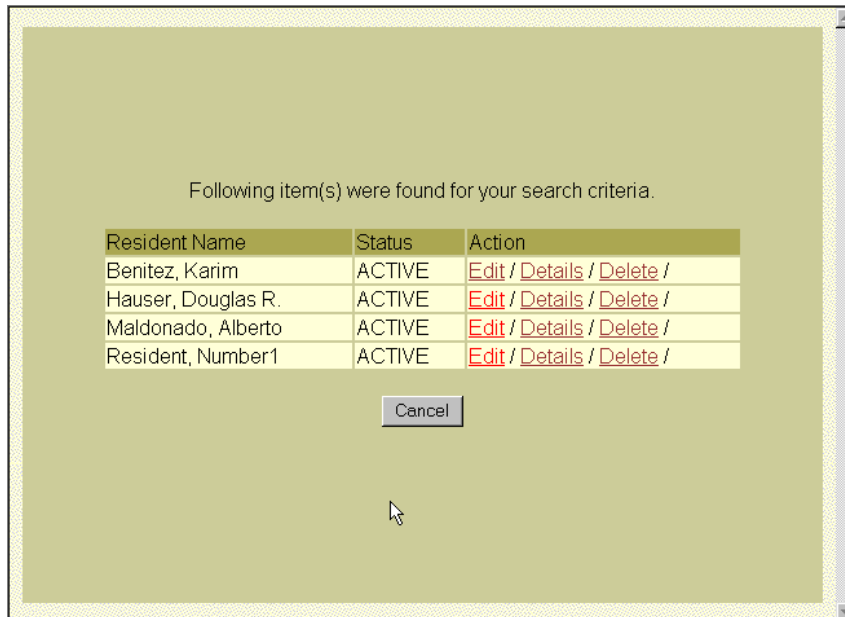 Following item(s) were found for your search criteria.
Resident Name Status Action
Benitez, Karim ACTIVE Edit / Details / Delete /
Hauser, Douglas R. ACTIVE Edit / Details / Delete /
Maldonado, Alberto ACTIVE Edit / Details / Delete /
Resident, Number1 ACTIVE Edit / Details / Delete /
Cancel